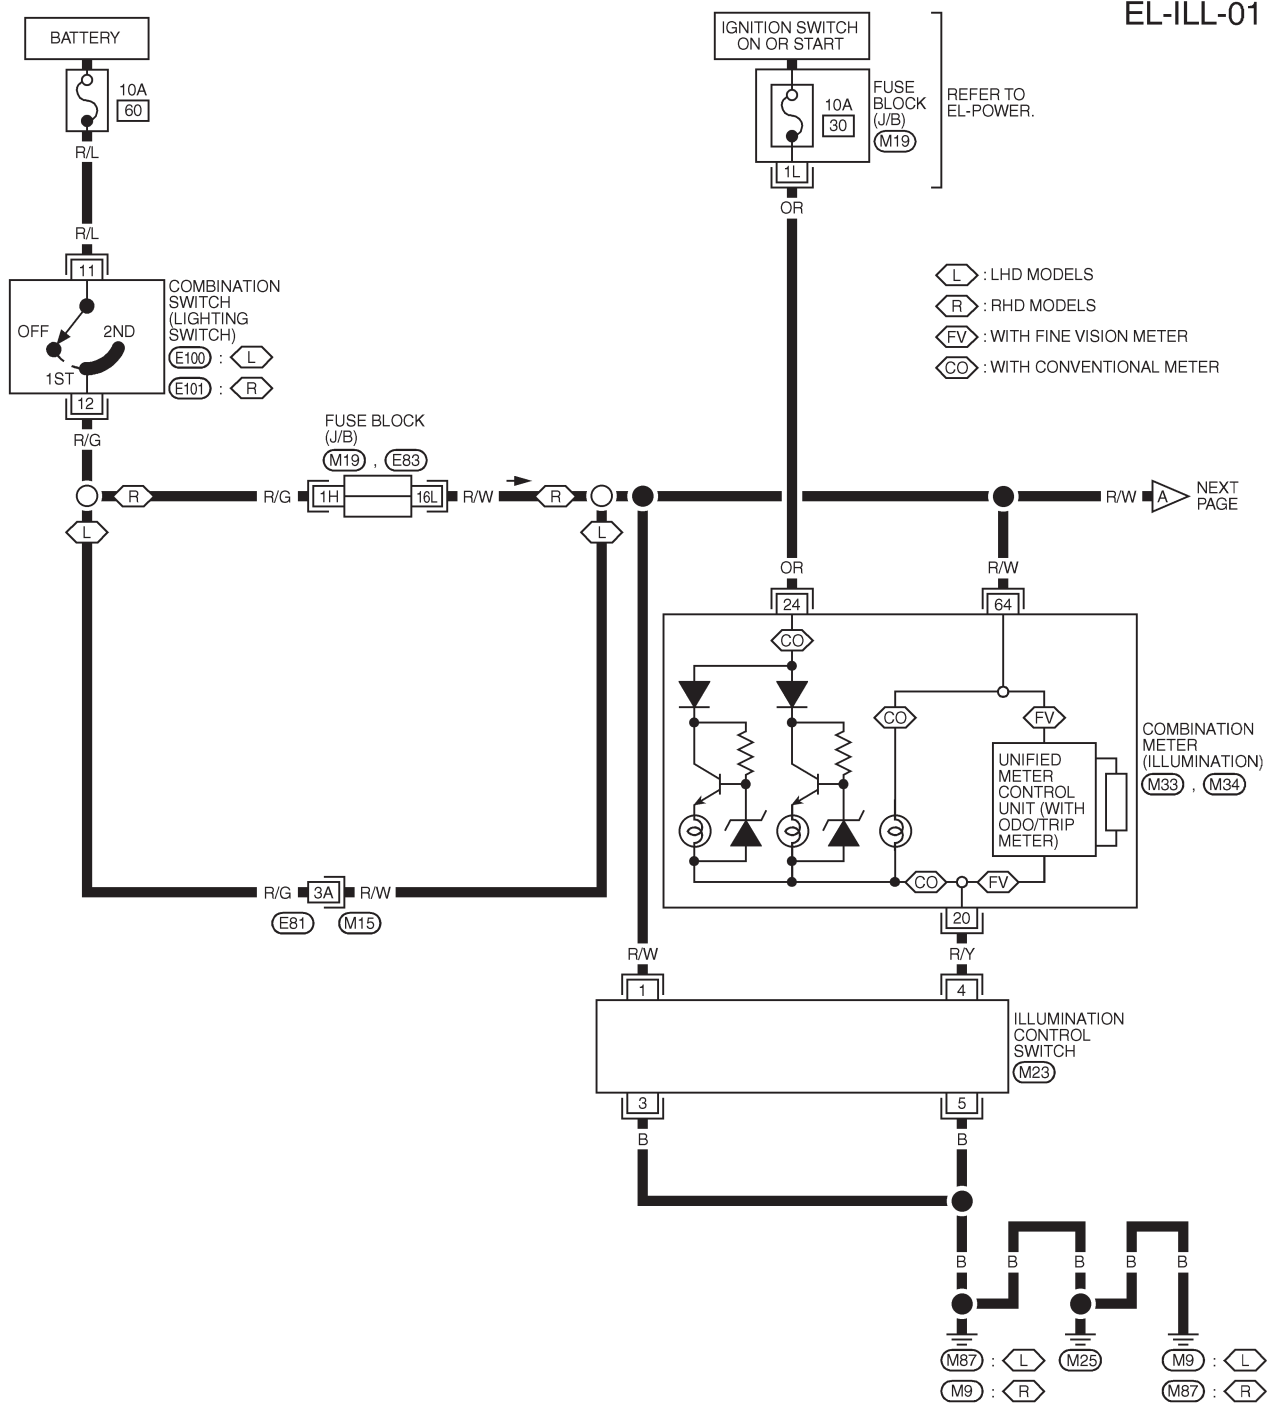 EL-ILL-01
BATTERY
10A
60
R/L
R/L
11
COMBINATION
SWITCH
(LIGHTING
SWITCH)
E100 : L
E101 : R
OFF
2ND
1ST
12
R/G
IGNITION SWITCH
ON OR START
10A
30
FUSE
BLOCK
(J/B)
M19
REFER TO
EL-POWER.
1L
OR
L : LHD MODELS
R : RHD MODELS
FV : WITH FINE VISION METER
CO : WITH CONVENTIONAL METER
FUSE BLOCK
(J/B)
M19 , E83
R
R/G
1H
16L
R/W
R
R/W
A
NEXT
PAGE
L
L
OR
24
R/W
64
CO
CO
FV
UNIFIED
METER
CONTROL
UNIT (WITH
ODO/TRIP
METER)
COMBINATION
METER
(ILLUMINATION)
M33 , M34
CO
FV
20
R/G
3A
R/W
E81
M15
R/W
R/Y
1
4
ILLUMINATION
CONTROL
SWITCH
M23
3
5
B
B
B
B
B
B
B
M87 : L
M25
M9 : L
M9 : R
M87 : R